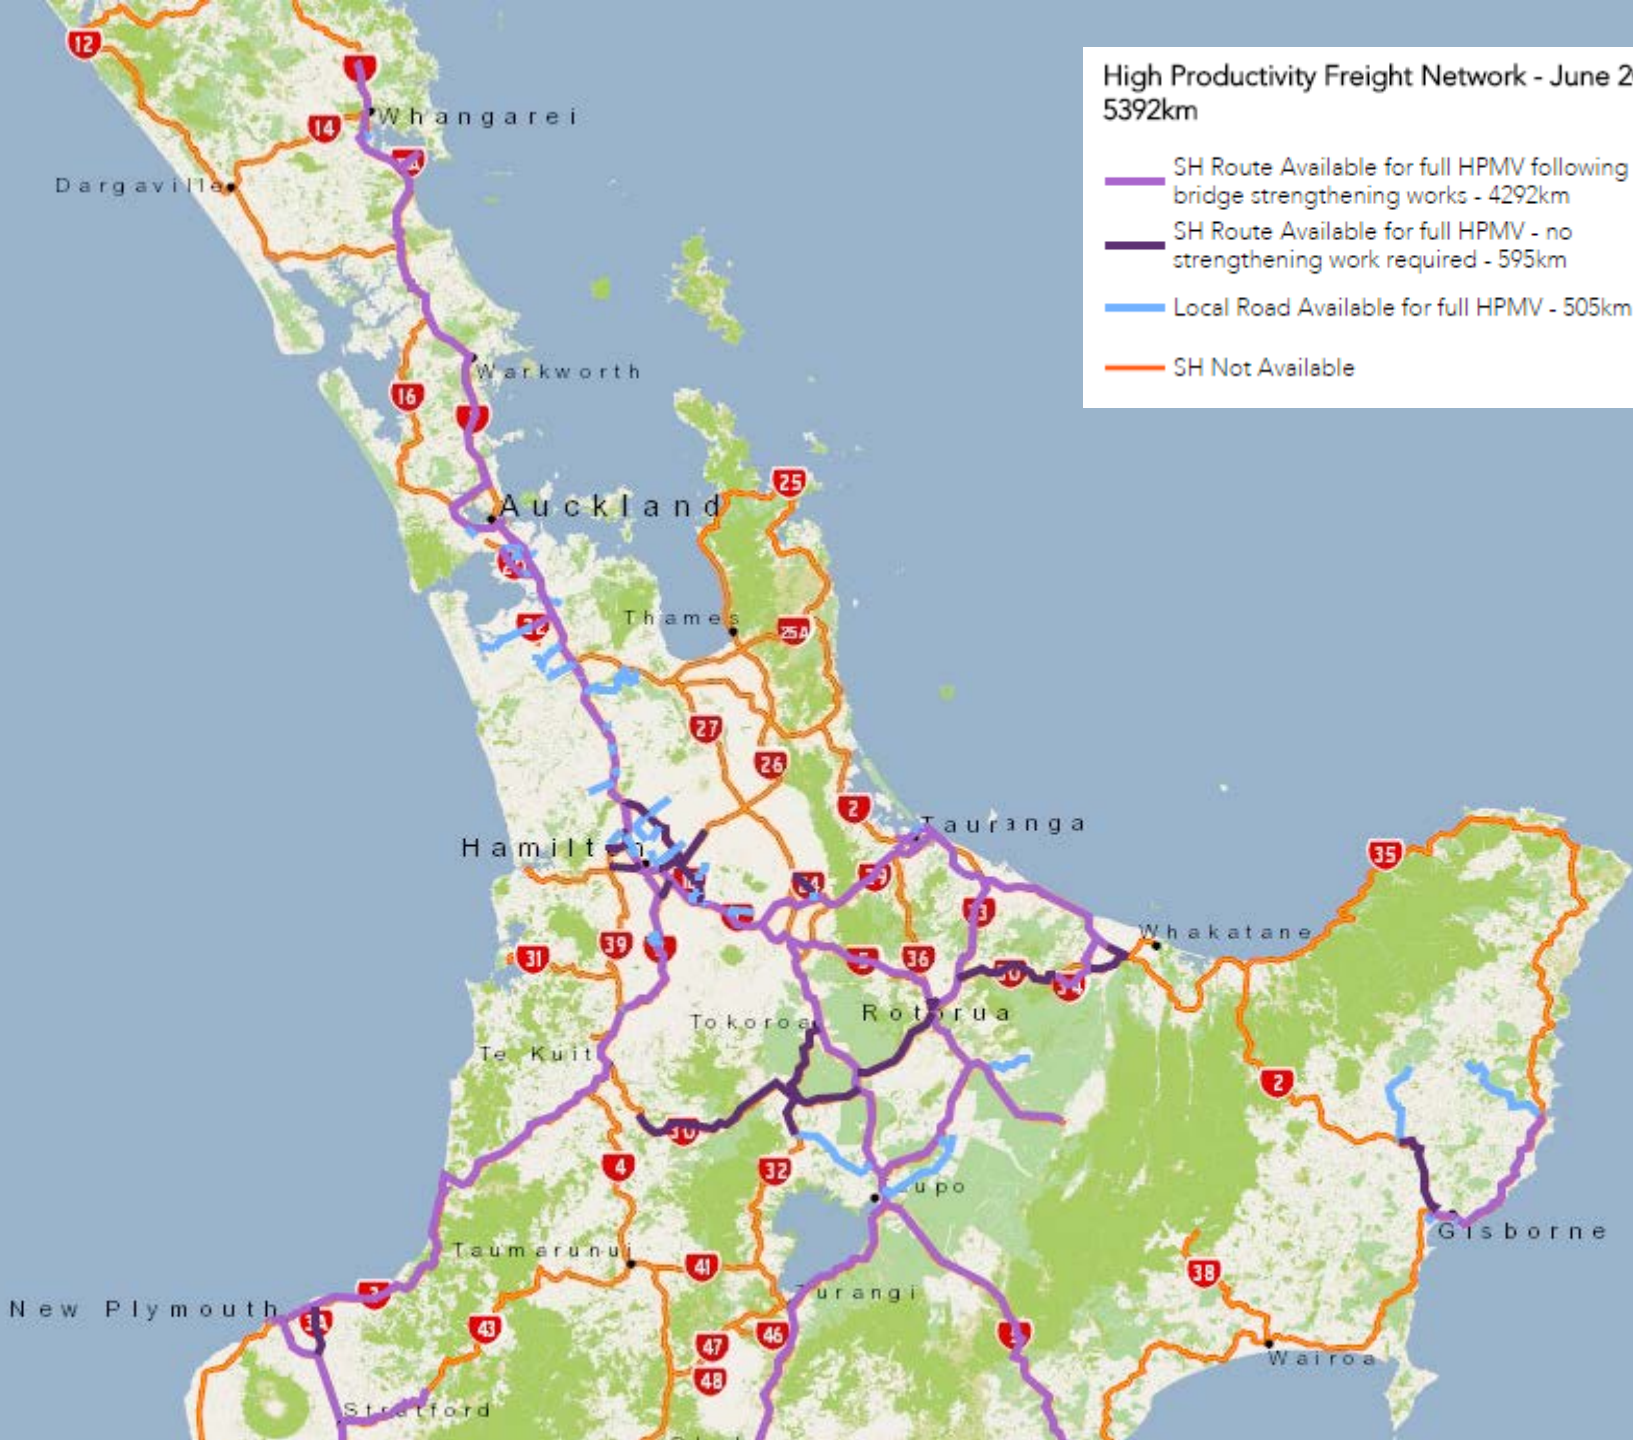 High Productivity Freight Network - June
5392km
SH Route Available for full HPMV following
bridge strengthening works - 4292km
SH Route Available for full HPMV - no
strengthening work required - 595km
Local Road Available for full HPMV - 505km
SH Not Available
12
Whangarei
14
Dargaville
Warkworth
16
25
Auckland
Thames
25A
27
26
2
Tauranga
Hamilton
35
Whakatane
39
31
36
Rotorua
Tokoroa
Te Kuiti
2
30
4
32
Gisborne
Taumarunui
41
38
Turangi
New Plymouth
3A
43
46
47
48
Wairoa
Stratford